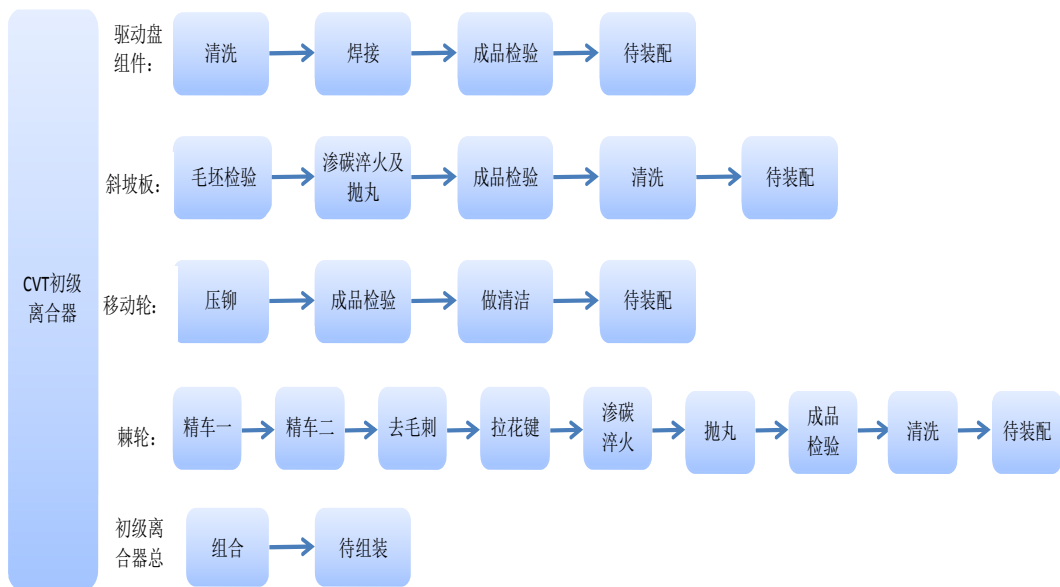 CVT初级
离合器
驱动盘
组件：
清洗
焊接
成品检验
待装配
斜坡板：
毛坯检验
渗碳淬火及
抛丸
成品检验
清洗
待装配
移动轮：
压铆
成品检验
做清洁
待装配
棘轮：
精车一
精车二
去毛刺
拉花键
渗碳
淬火
抛丸
成品
检验
清洗
待装配
初级离
合器总
组合
待组装